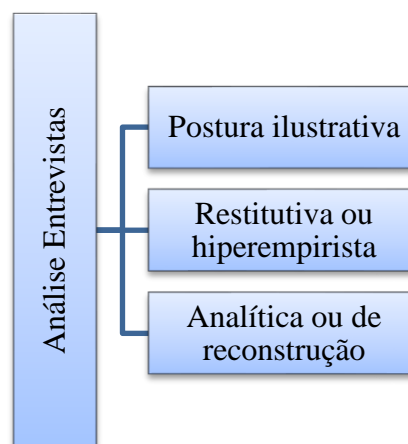 Análise Entrevistas
Postura ilustrativa
Restitutiva ou
hiperempirista
Analítica ou de
reconstrução